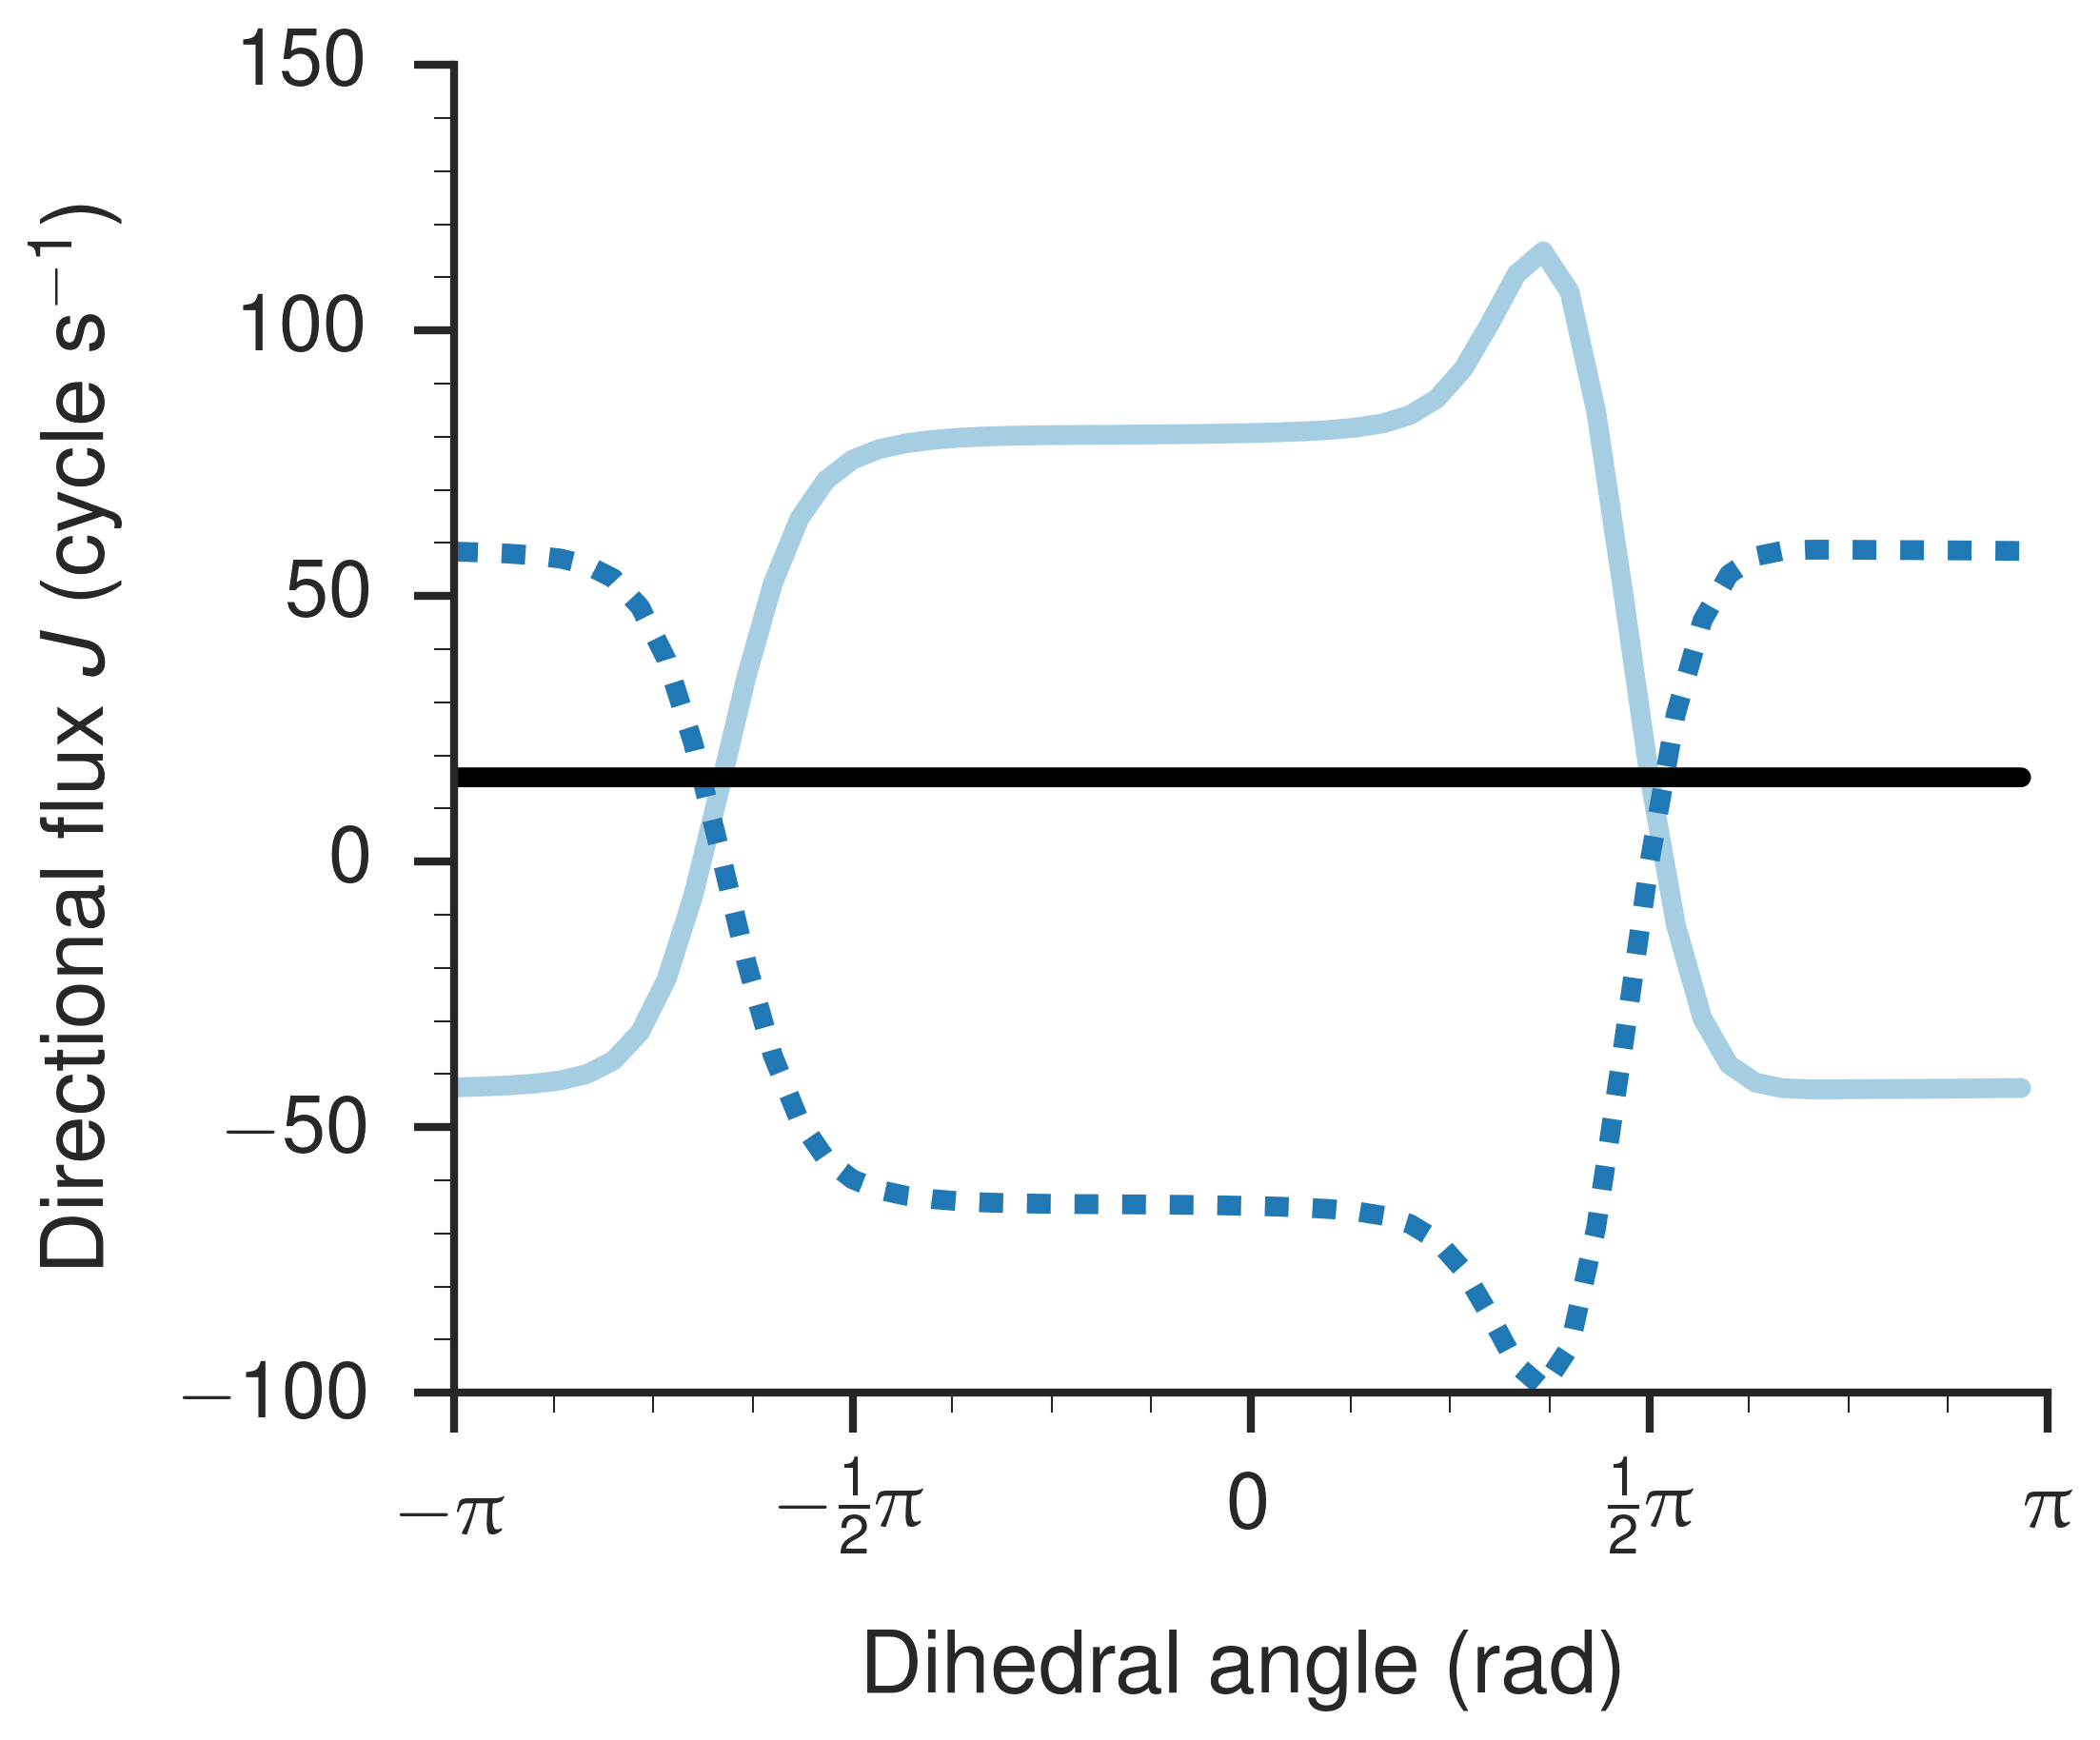 Directional flux J (cycle s⁻¹)
150
100
50
0
−50
−100
−π
−½π
0
½π
π
Dihedral angle (rad)